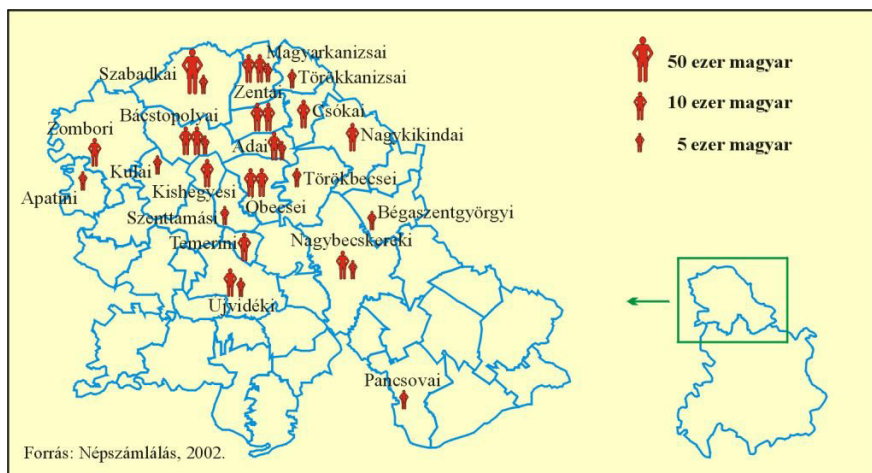 Magyarkanizsai
Szabadkai
Törökkanizsai
Zentai
Bácstopolyai
Csókai
Zombori
Nagykikindai
Adai
Kulai
Törökbecsei
Apatini
Kishegyesi
Óbecsei
Szenttamási
Bégaszentgyörgyi
Temerini
Nagybecskereki
Újvidéki
Pancsovai
50 ezer magyar
10 ezer magyar
5 ezer magyar
Forrás: Népszámlálás, 2002.